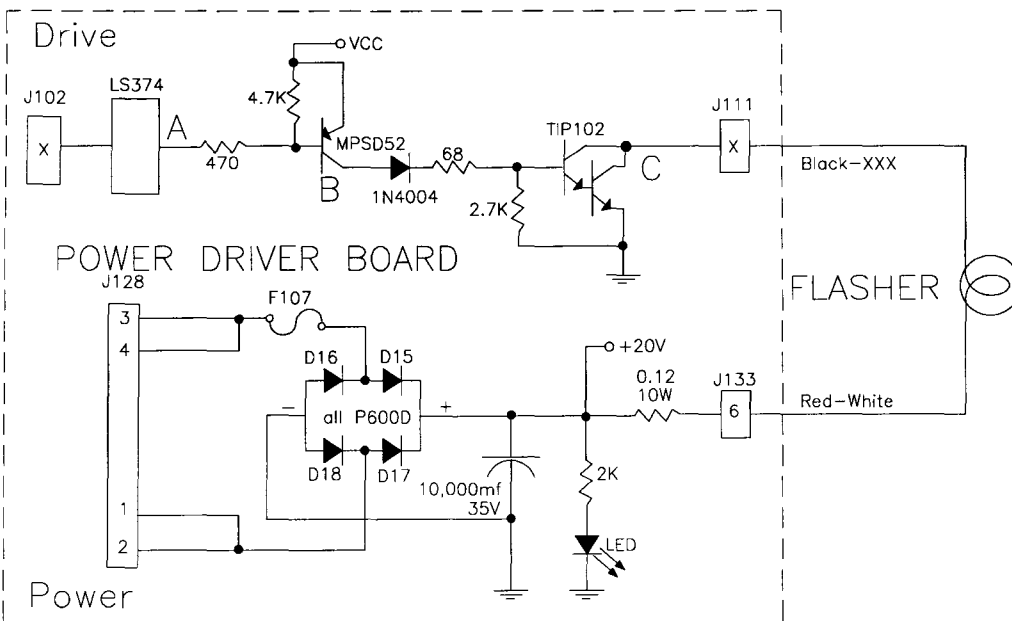 Drive
VCC
J102
LS374
4.7K
J111
X
A
470
MPSD52
B
1N4004
68
2.7K
TIP102
C
X
Black-XXX
POWER DRIVER BOARD
FLASHER
J128
3
4
F107
D16
D15
+20V
0.12
10W
J133
6
Red-White
−
all P600D
+
D18
D17
10,000mf
35V
2K
1
2
LED
Power